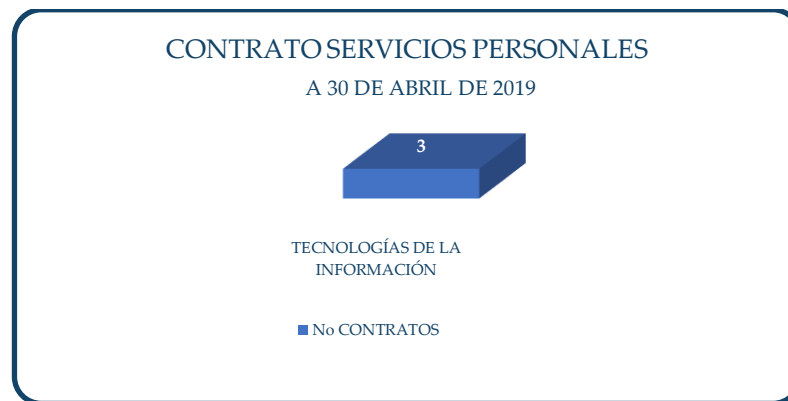 CONTRATO SERVICIOS PERSONALES
A 30 DE ABRIL DE 2019
3
TECNOLOGÍAS DE LA
INFORMACIÓN
No CONTRATOS